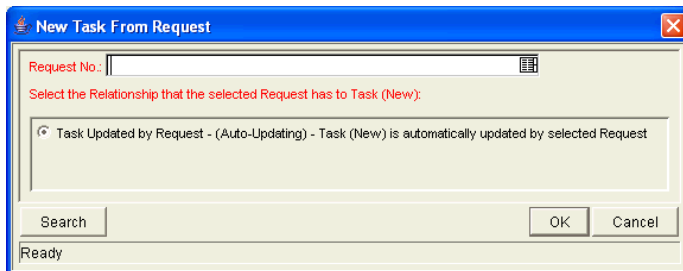 New Task From Request
Request No.:
Select the Relationship that the selected Request has to Task (New):
Task Updated by Request - (Auto-Updating) - Task (New) is automatically updated by selected Request
Search OK Cancel
Ready